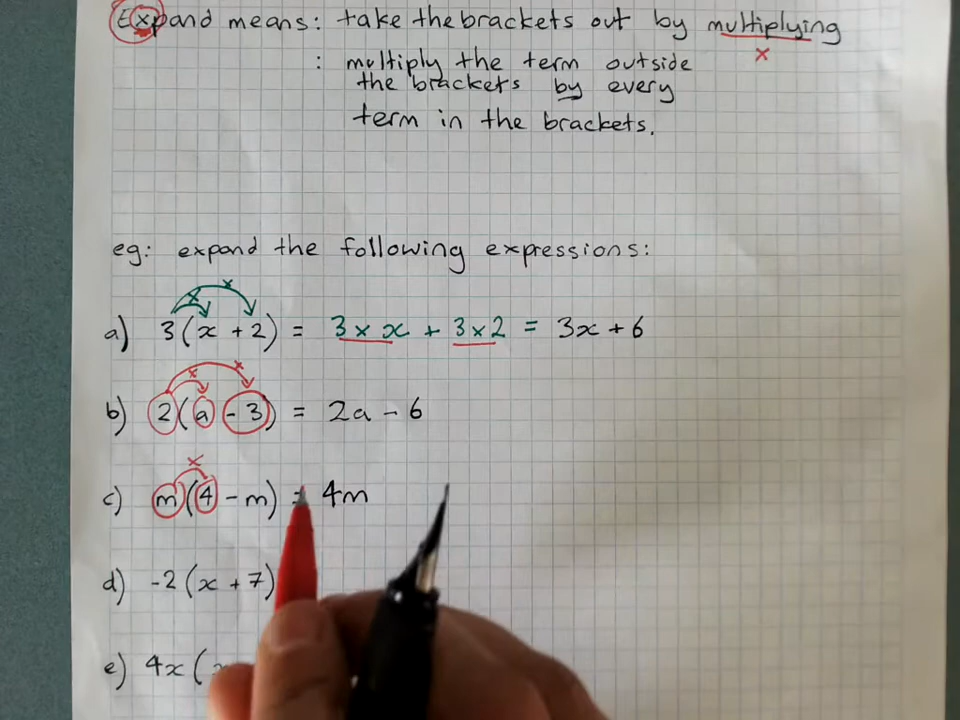 Expand means: take the brackets out by multiplying
×
: multiply the term outside
the brackets by every
term in the brackets.
eg: expand the following expressions:
× ×
a) 3(x + 2) = 3 × x + 3 × 2 = 3x + 6
× ×
b) 2(a - 3) = 2a - 6
×
c) m(4 - m) = 4m
d) -2(x + 7)
e) 4x(